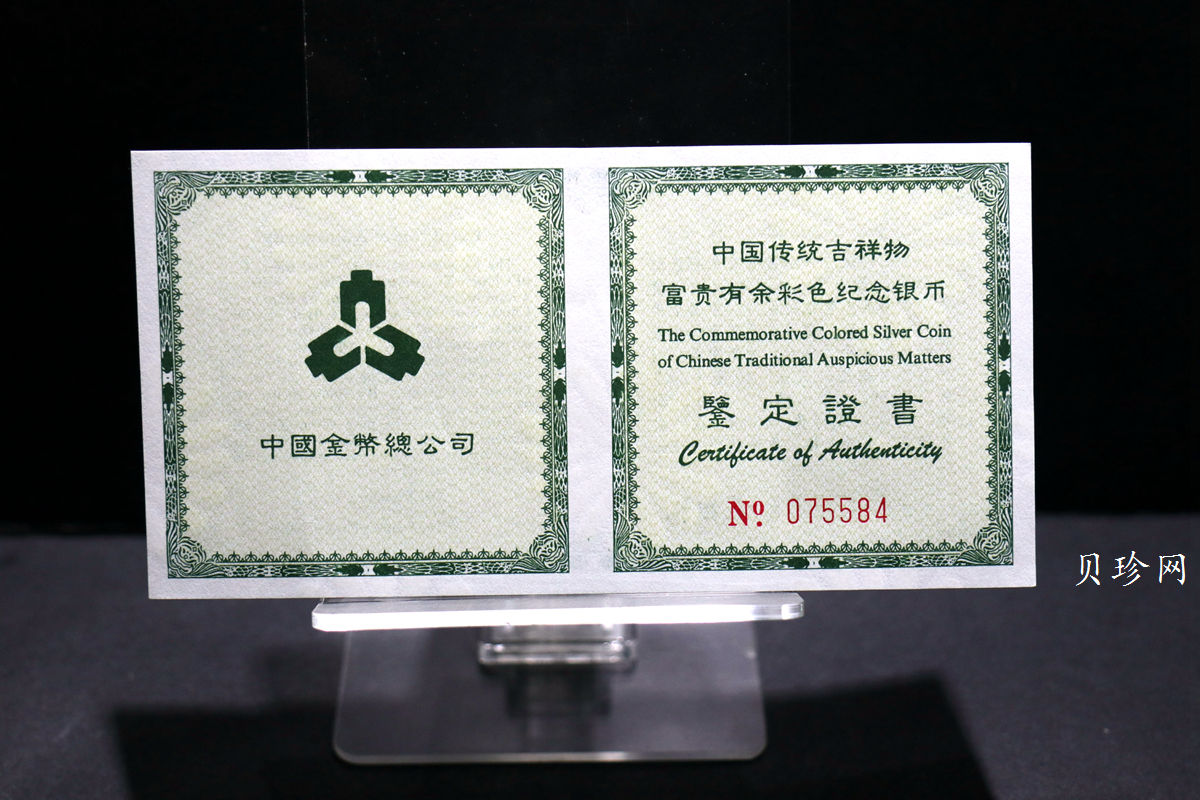 中國金幣總公司
中国传统吉祥物
富贵有余彩色纪念银币
The Commemorative Colored Silver Coin
of Chinese Traditional Auspicious Matters
鑒定證書
Certificate of Authenticity
Nº. 075584
贝珍网